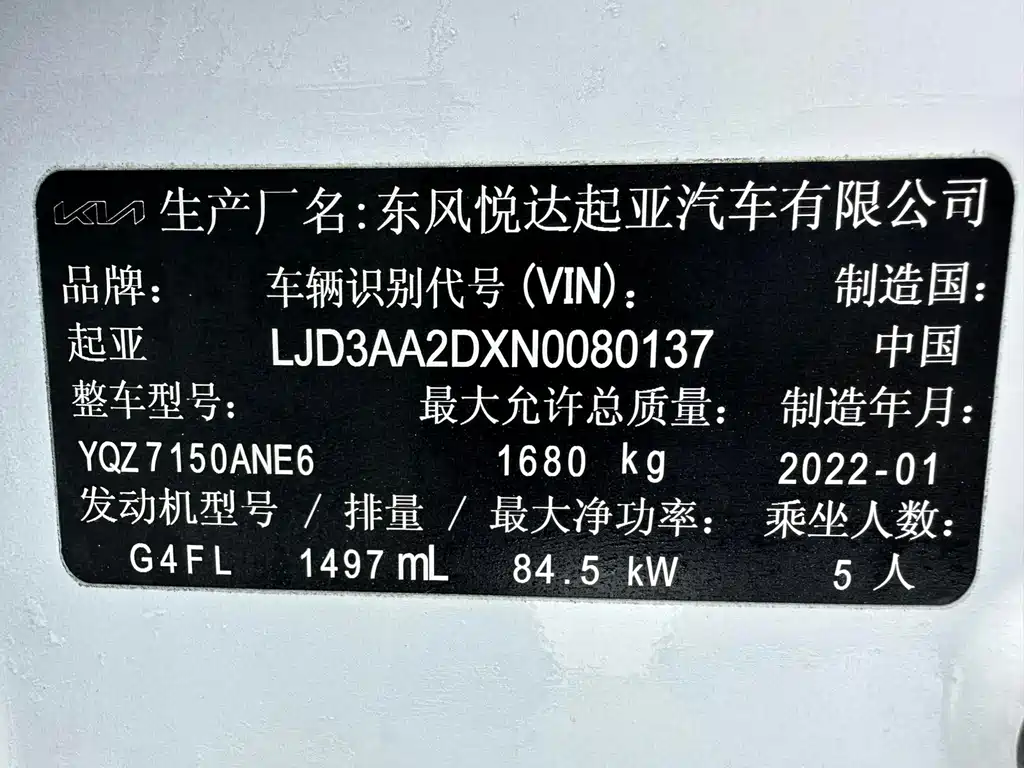 KIA 生产厂名:东风悦达起亚汽车有限公司
品牌: 车辆识别代号(VIN): 制造国:
起亚 LJD3AA2DXN0080137 中国
整车型号: 最大允许总质量: 制造年月:
YQZ7150ANE6 1680 kg 2022-01
发动机型号 / 排量 / 最大净功率: 乘坐人数:
G4FL 1497 mL 84.5 kW 5 人